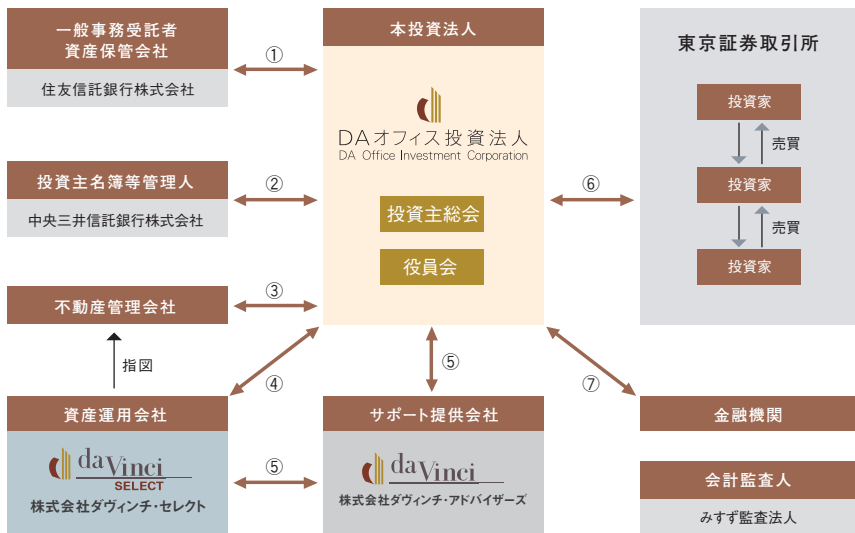 一般事務受託者
資産保管会社
住友信託銀行株式会社
①
投資主名簿等管理人
中央三井信託銀行株式会社
②
不動産管理会社
③
指図
④
資産運用会社
da Vinci
SELECT
株式会社ダヴィンチ・セレクト
⑤
本投資法人
DAオフィス投資法人
DA Office Investment Corporation
投資主総会
役員会
⑤
サポート提供会社
da Vinci
株式会社ダヴィンチ・アドバイザーズ
⑥
東京証券取引所
投資家
売買
投資家
売買
投資家
⑦
金融機関
会計監査人
みすず監査法人